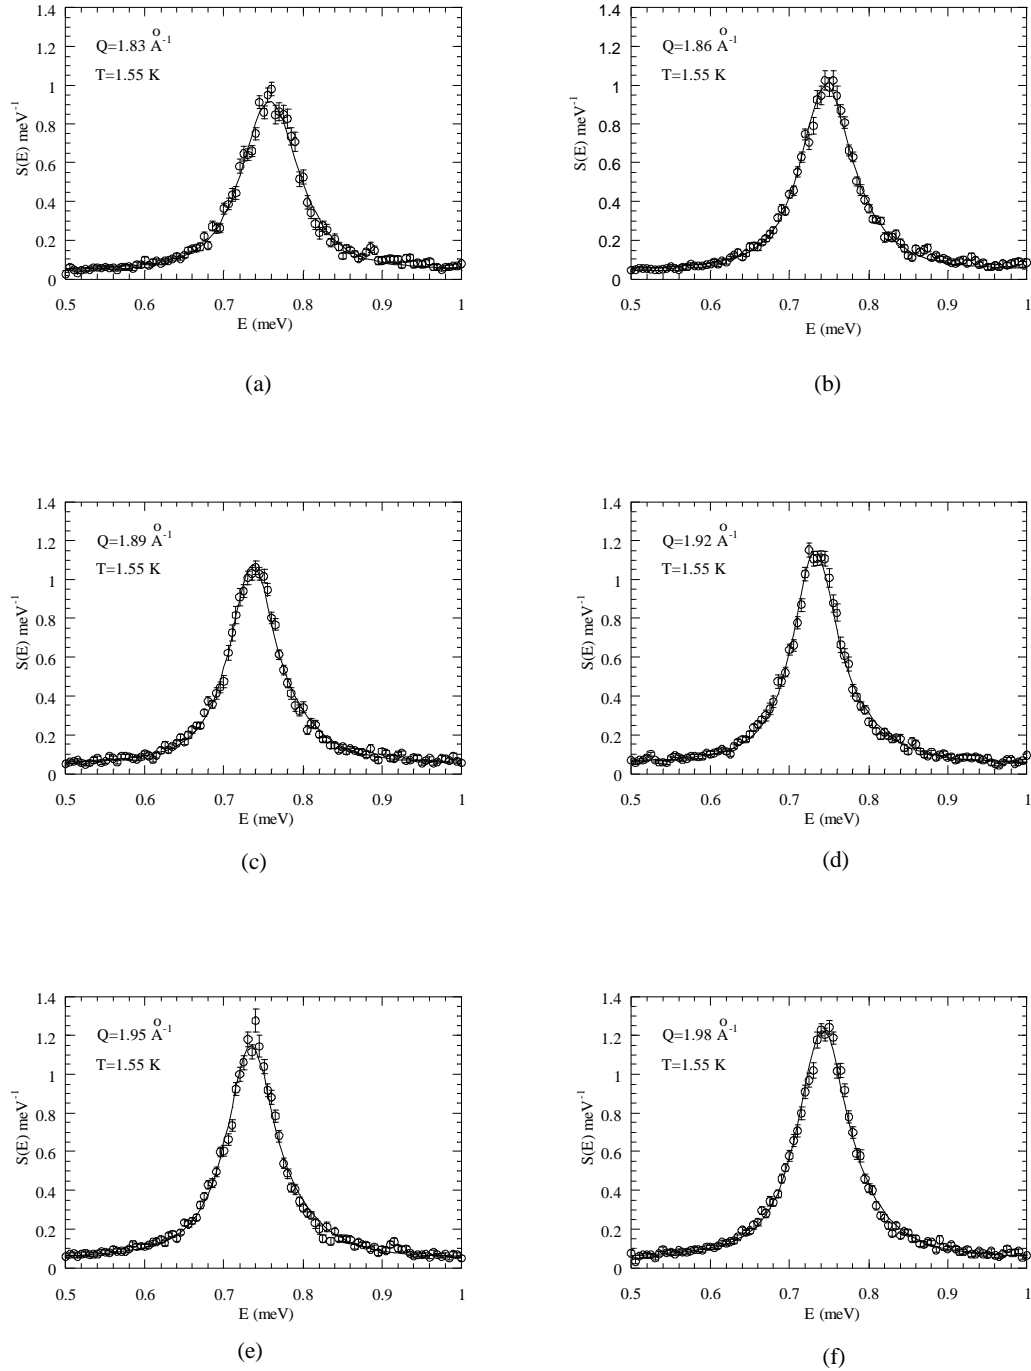 1.4
1.2
1
0.8
0.6
0.4
0.2
0
S(E) meV-1
Q=1.83 Å-1
T=1.55 K
0.5 0.6 0.7 0.8 0.9 1
E (meV)
(a)
1.4
1.2
1
0.8
0.6
0.4
0.2
0
S(E) meV-1
Q=1.86 Å-1
T=1.55 K
0.5 0.6 0.7 0.8 0.9 1
E (meV)
(b)
1.4
1.2
1
0.8
0.6
0.4
0.2
0
S(E) meV-1
Q=1.89 Å-1
T=1.55 K
0.5 0.6 0.7 0.8 0.9 1
E (meV)
(c)
1.4
1.2
1
0.8
0.6
0.4
0.2
0
S(E) meV-1
Q=1.92 Å-1
T=1.55 K
0.5 0.6 0.7 0.8 0.9 1
E (meV)
(d)
1.4
1.2
1
0.8
0.6
0.4
0.2
0
S(E) meV-1
Q=1.95 Å-1
T=1.55 K
0.5 0.6 0.7 0.8 0.9 1
E (meV)
(e)
1.4
1.2
1
0.8
0.6
0.4
0.2
0
S(E) meV-1
Q=1.98 Å-1
T=1.55 K
0.5 0.6 0.7 0.8 0.9 1
E (meV)
(f)